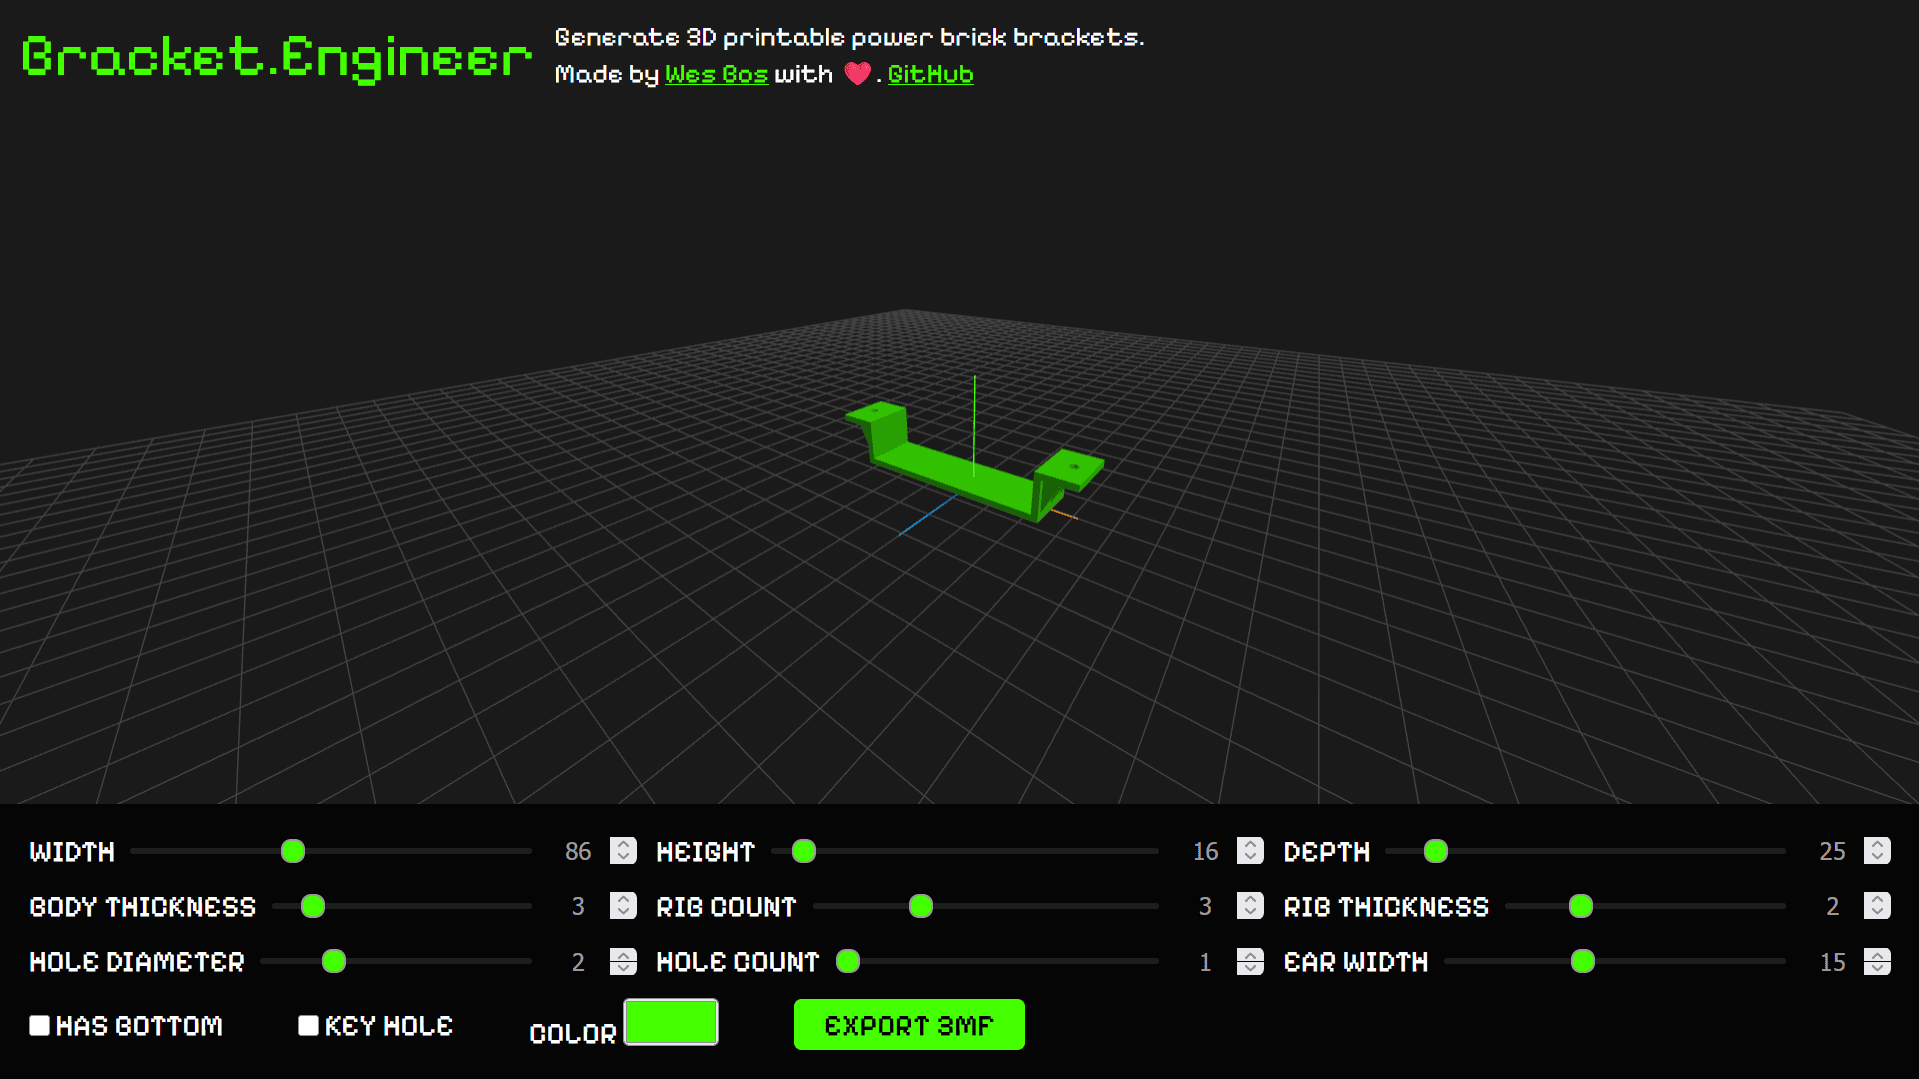 Bracket.Engineer
Generate 3D printable power brick brackets.
Made by Wes Bos with ❤️. GitHub
WIDTH 86 HEIGHT 16 DEPTH 25
BODY THICKNESS 3 RIB COUNT 3 RIB THICKNESS 2
HOLE DIAMETER 2 HOLE COUNT 1 EAR WIDTH 15
HAS BOTTOM KEY HOLE COLOR EXPORT 3MF